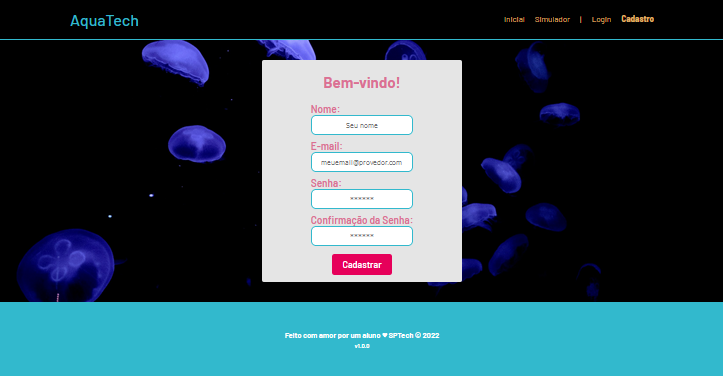 AquaTech
Inicial Simulador | Login Cadastro
Bem-vindo!
Nome:
Seu nome
E-mail:
meuemail@provedor.com
Senha:
******
Confirmação da Senha:
******
Cadastrar
Feito com amor por um aluno ❤ SPTech © 2022
v1.0.0